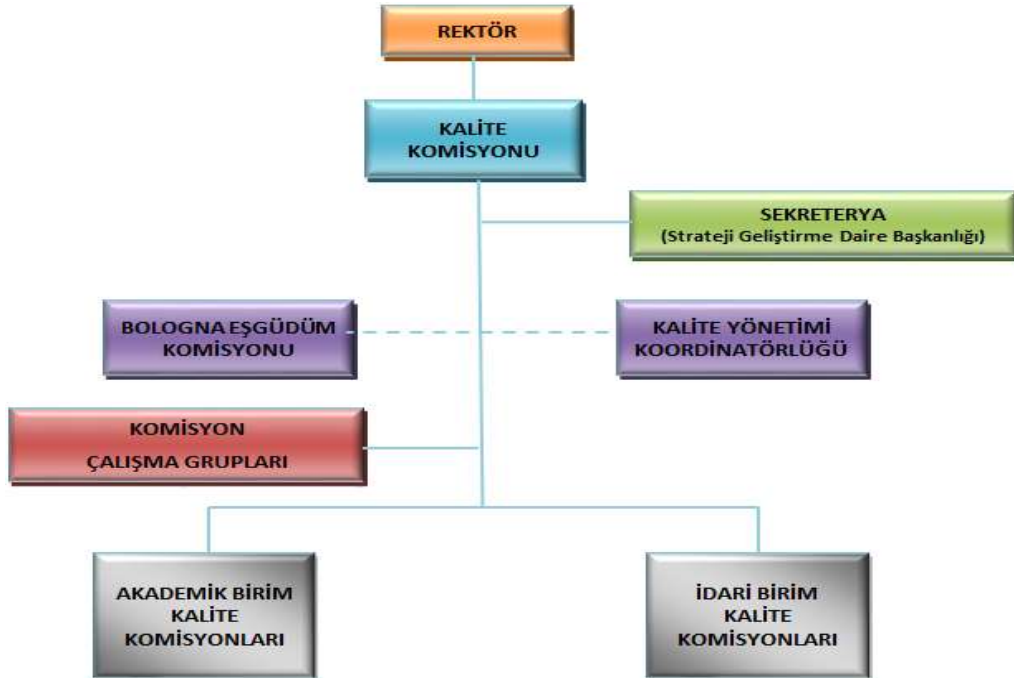 REKTÖR
KALİTE
KOMİSYONU
SEKRETERYA
(Strateji Geliştirme Daire Başkanlığı)
BOLOGNA EŞGÜDÜM
KOMİSYONU
KALİTE YÖNETİMİ
KOORDİNATÖRLÜĞÜ
KOMİSYON
ÇALIŞMA GRUPLARI
AKADEMİK BİRİM
KALİTE
KOMİSYONLARI
İDARİ BİRİM
KALİTE
KOMİSYONLARI